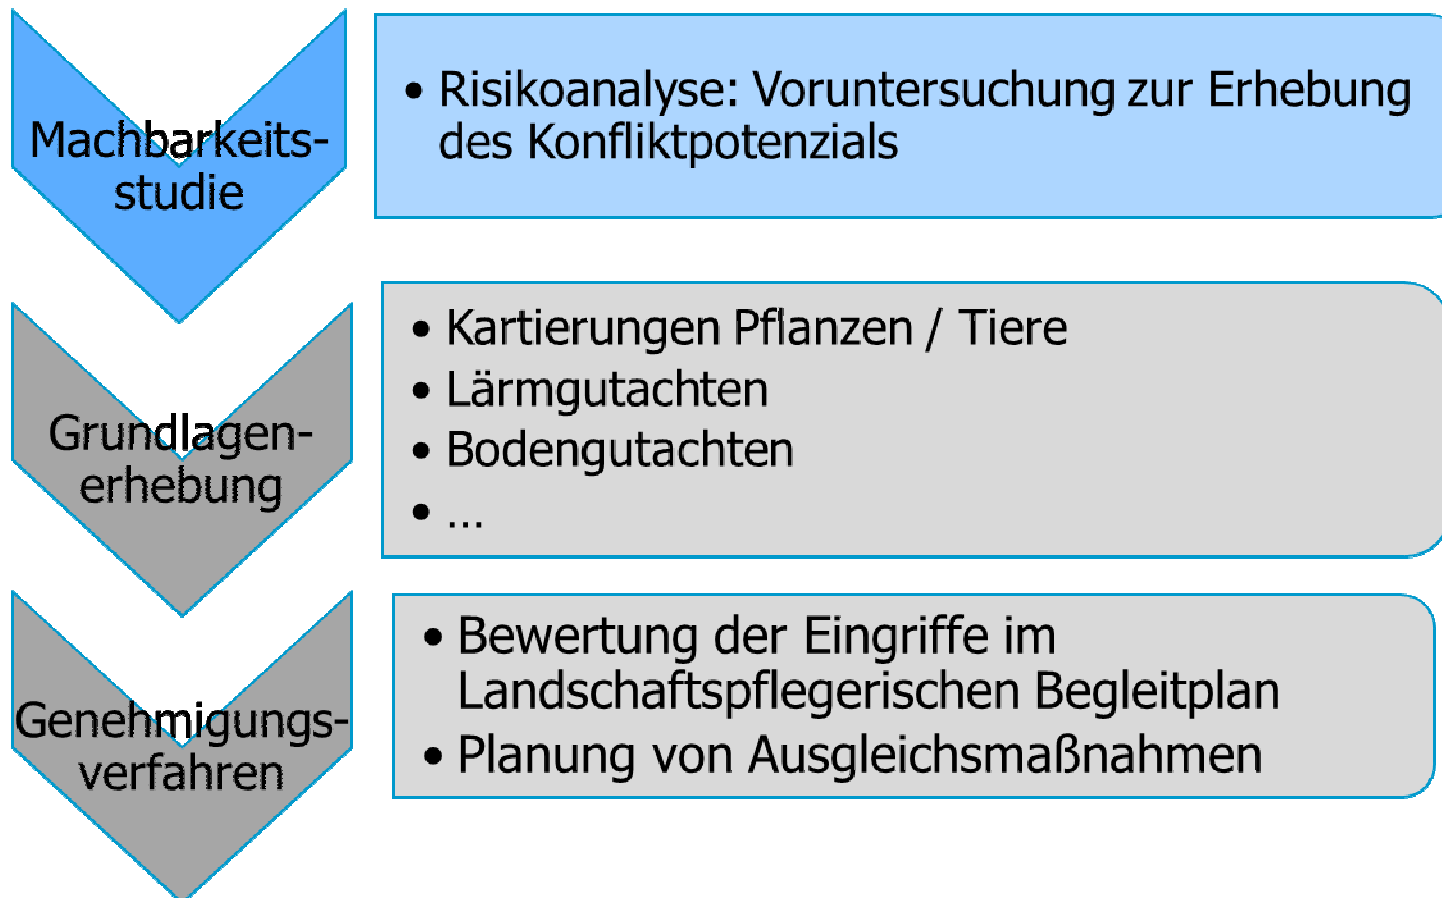 Machbarkeits-
studie
• Risikoanalyse: Voruntersuchung zur Erhebung
des Konfliktpotenzials
Grundlagen-
erhebung
• Kartierungen Pflanzen / Tiere
• Lärmgutachten
• Bodengutachten
• ...
Genehmigungs-
verfahren
• Bewertung der Eingriffe im
Landschaftspflegerischen Begleitplan
• Planung von Ausgleichsmaßnahmen